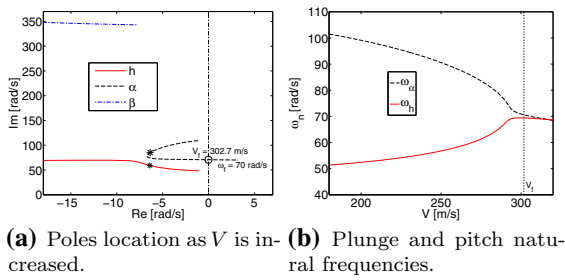 350
300
250
200
150
100
50
0
Im [rad/s]
h
α
β
V_f = 302.7 m/s
ω_f = 70 rad/s
−15
−10
−5
0
5
Re [rad/s]
110
100
90
80
70
60
50
40
ω_n [rad/s]
ω_α
ω_h
V_f
200
250
300
V [m/s]
(a) Poles location as V is in-
creased.
(b) Plunge and pitch natu-
ral frequencies.